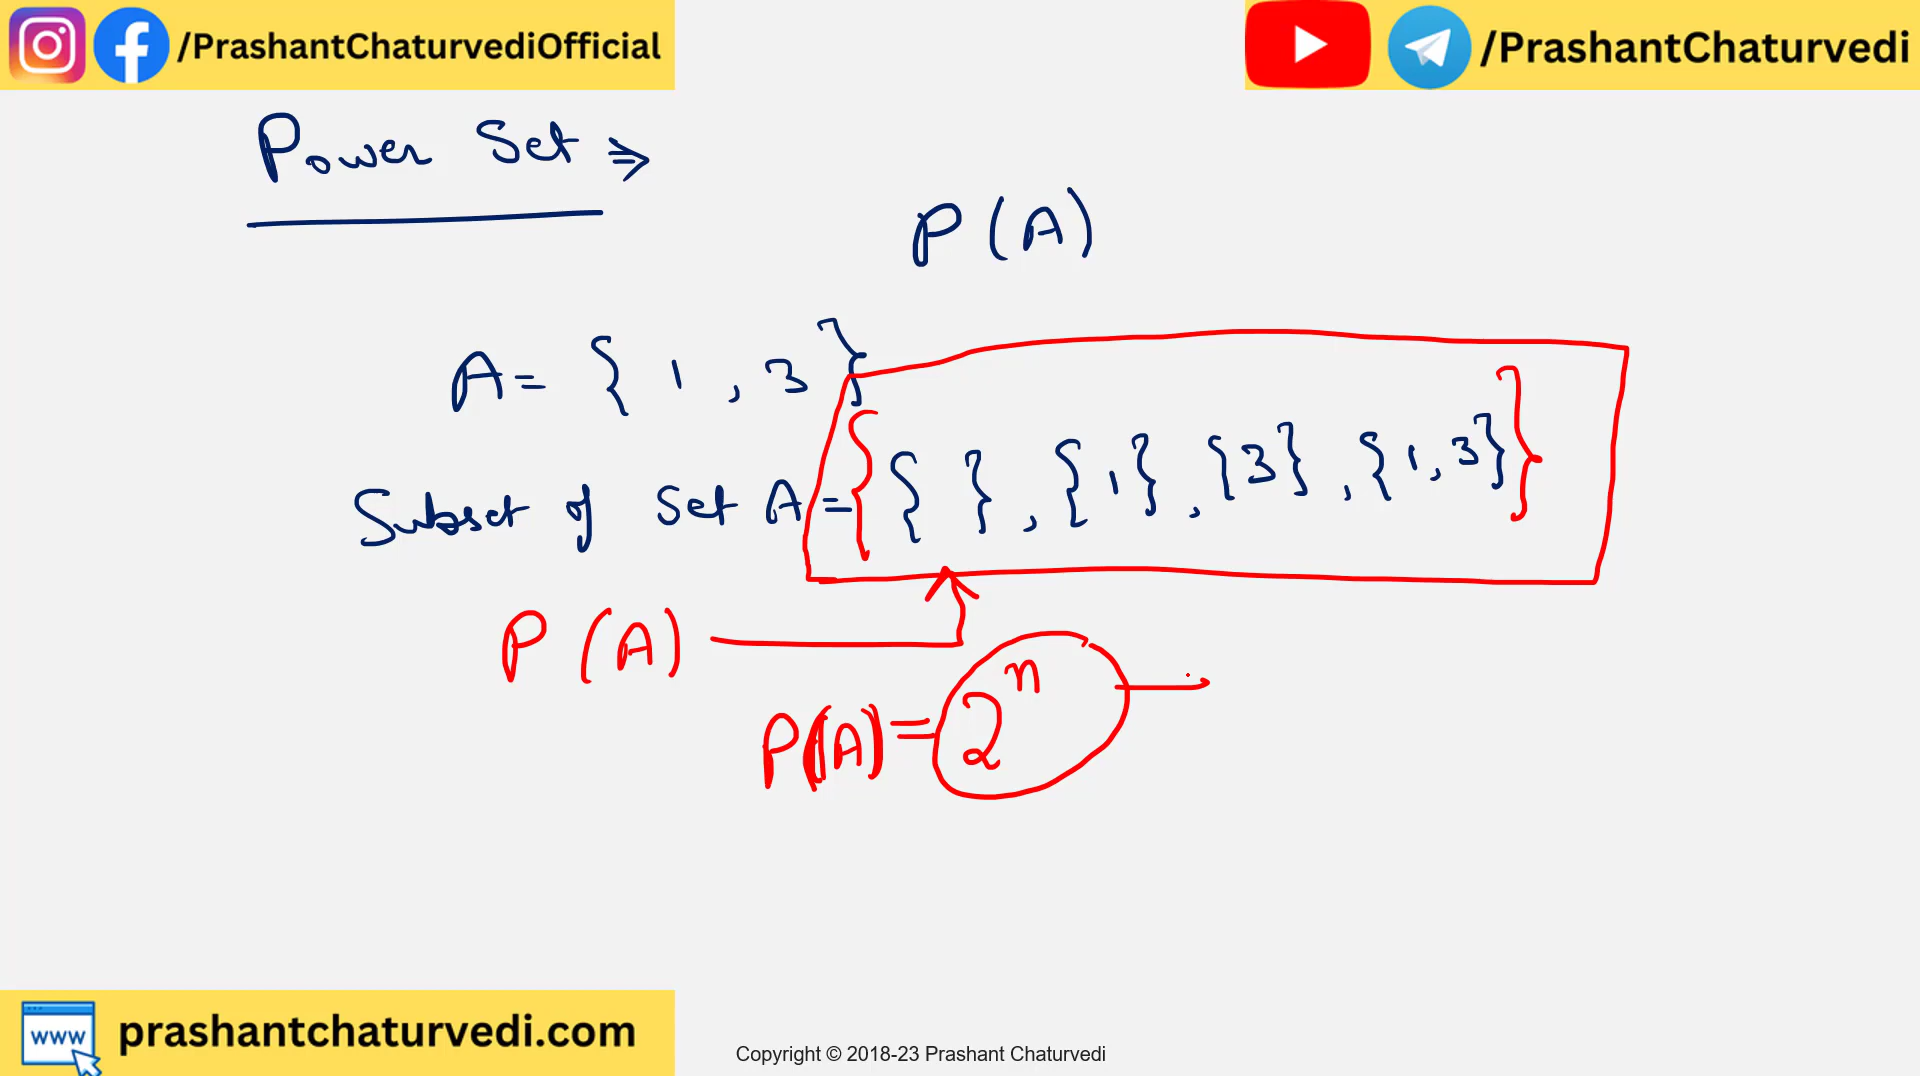 /PrashantChaturvediOfficial
/PrashantChaturvedi
Power Set ⇒
P (A)
A = { 1 , 3 }
Subset of set A = { { } , { 1 } , { 3 } , { 1 , 3 } }
P (A)
P(A) = 2^n
www
prashantchaturvedi.com
Copyright © 2018-23 Prashant Chaturvedi